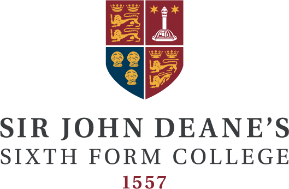 SIR JOHN DEANE'S
SIXTH FORM COLLEGE
1557